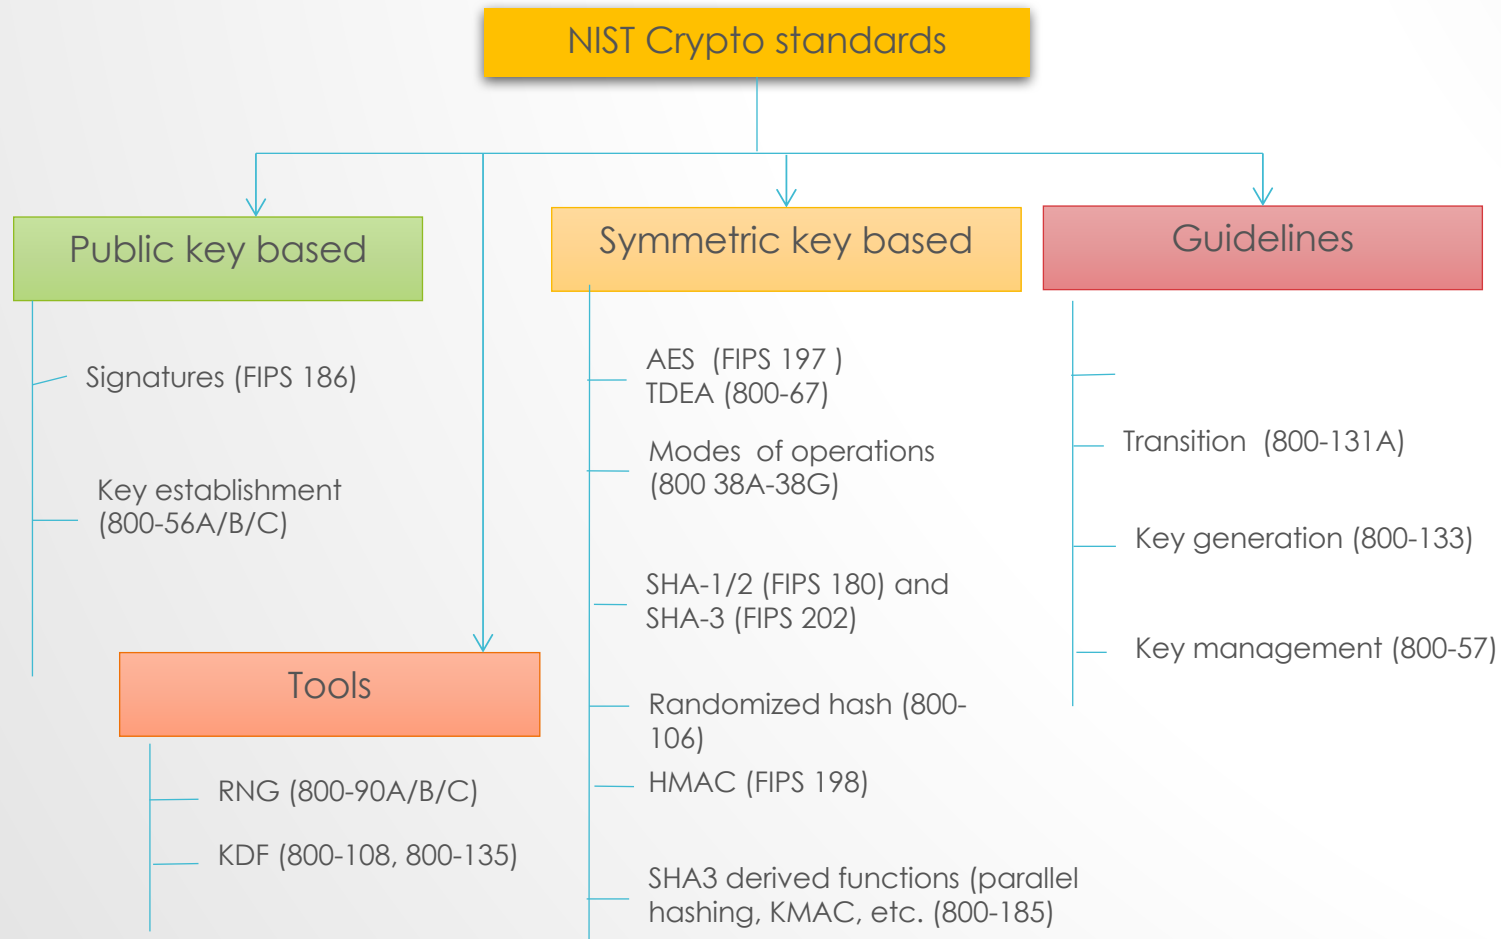 NIST Crypto standards
Public key based
Signatures (FIPS 186)
Key establishment
(800-56A/B/C)
Tools
RNG (800-90A/B/C)
KDF (800-108, 800-135)
Symmetric key based
AES  (FIPS 197 )
TDEA (800-67)
Modes  of operations
(800 38A-38G)
SHA-1/2 (FIPS 180) and
SHA-3 (FIPS 202)
Randomized hash (800-
106)
HMAC (FIPS 198)
SHA3 derived functions (parallel
hashing, KMAC, etc. (800-185)
Guidelines
Transition  (800-131A)
Key generation (800-133)
Key management (800-57)